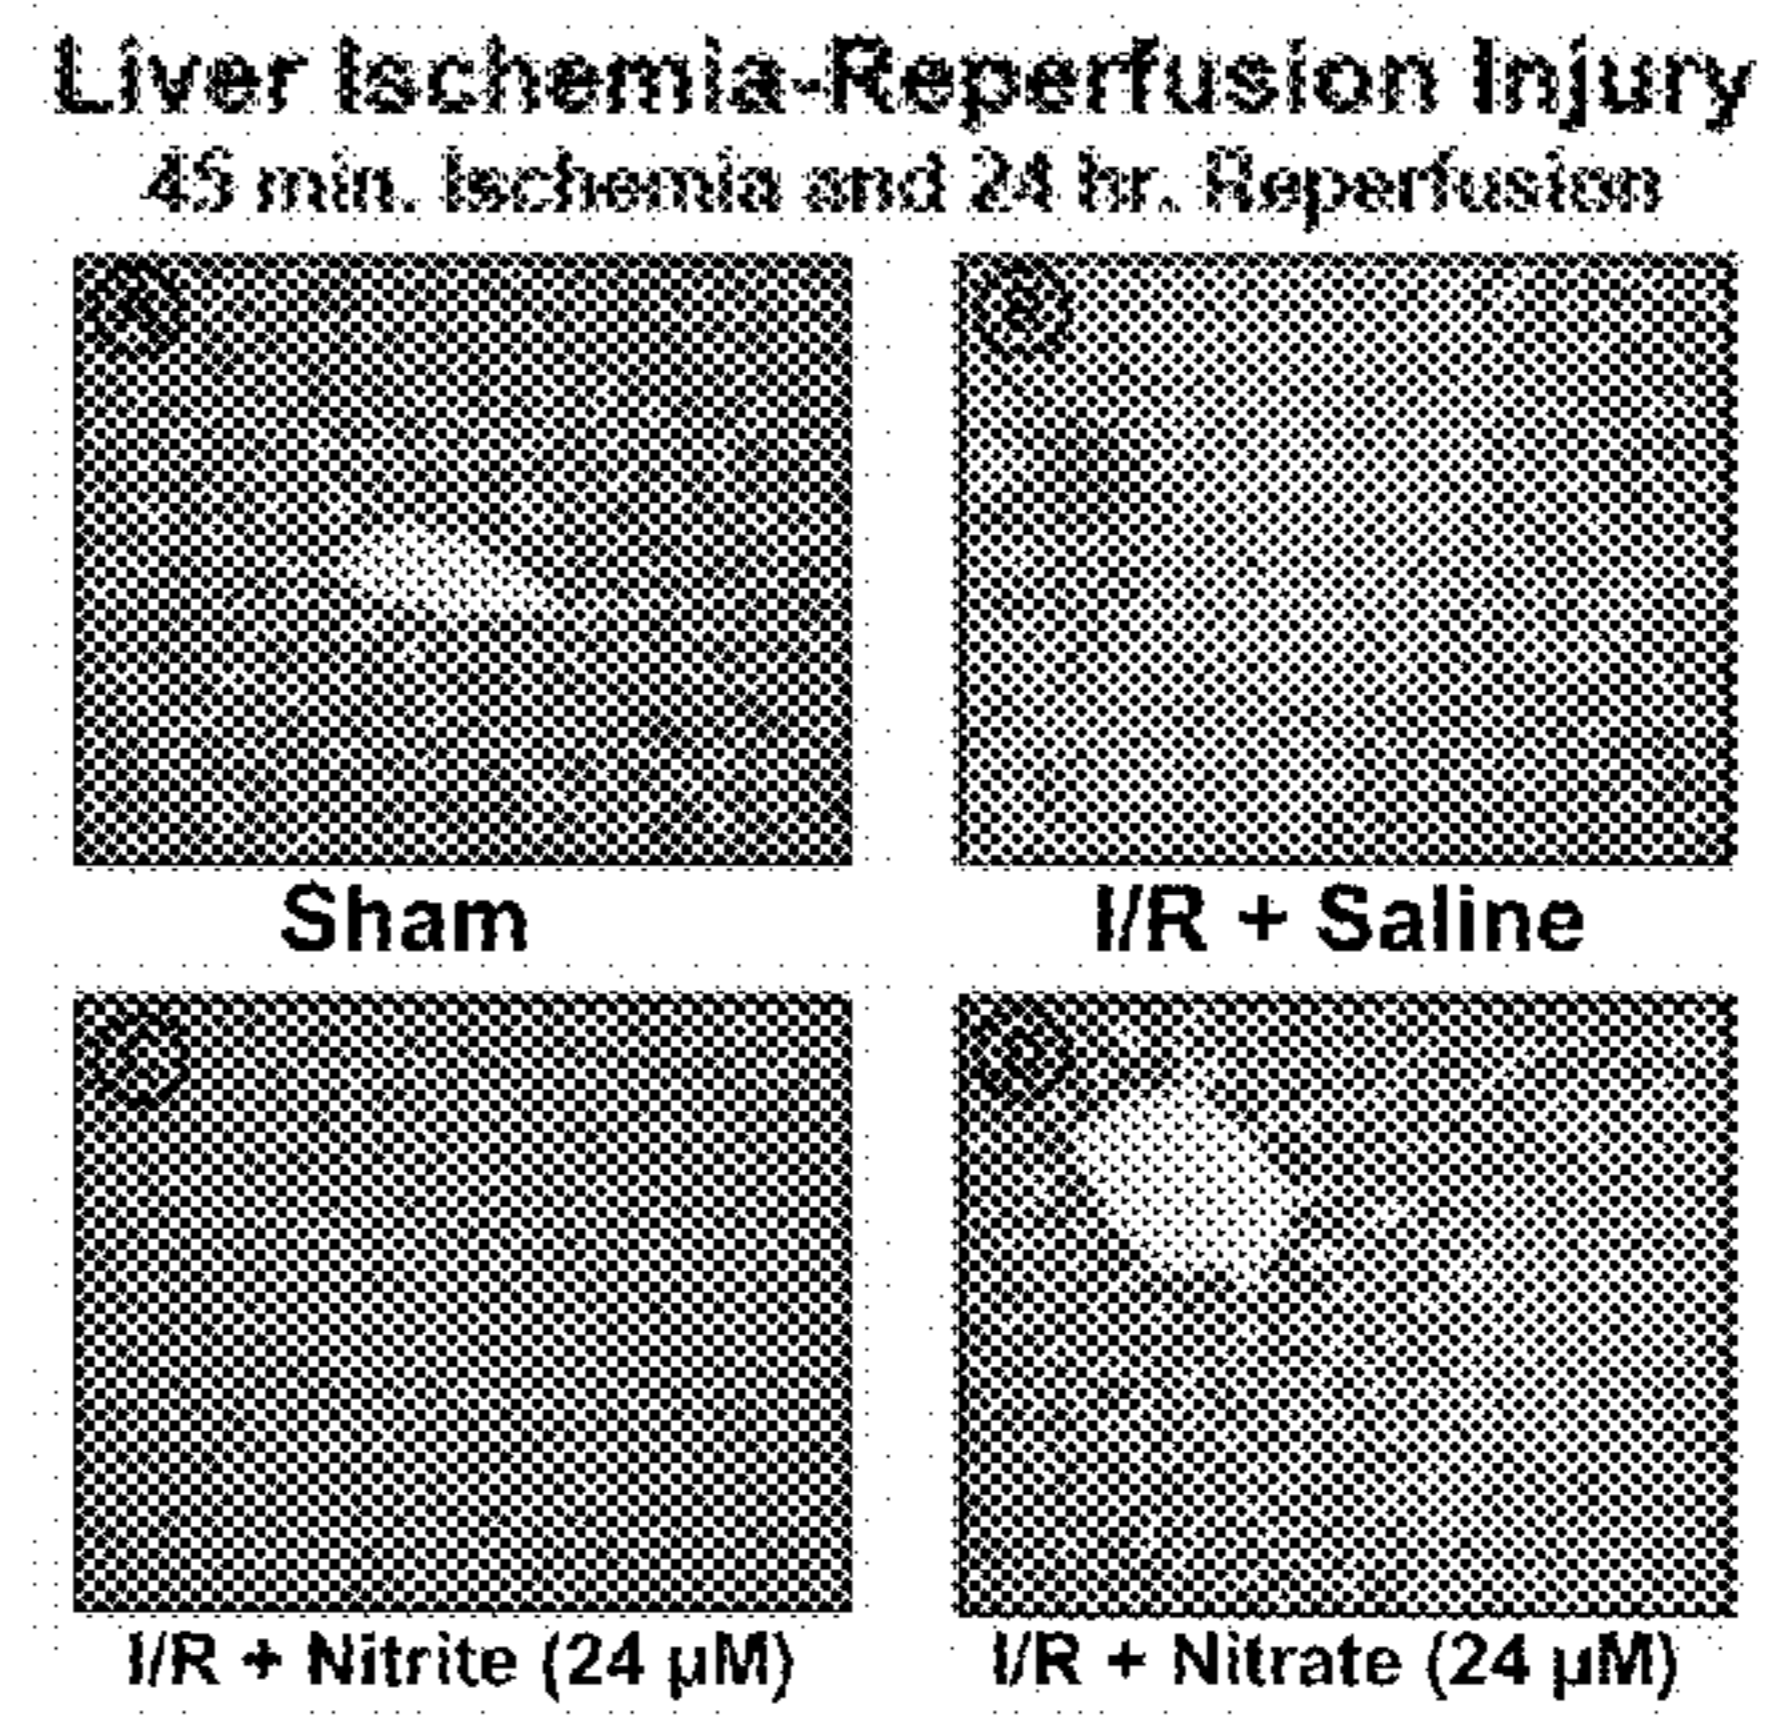 Liver Ischemia-Reperfusion Injury
45 min. Ischemia and 24 hr. Reperfusion
A
B
Sham
I/R + Saline
C
D
I/R + Nitrite (24 µM)
I/R + Nitrate (24 µM)